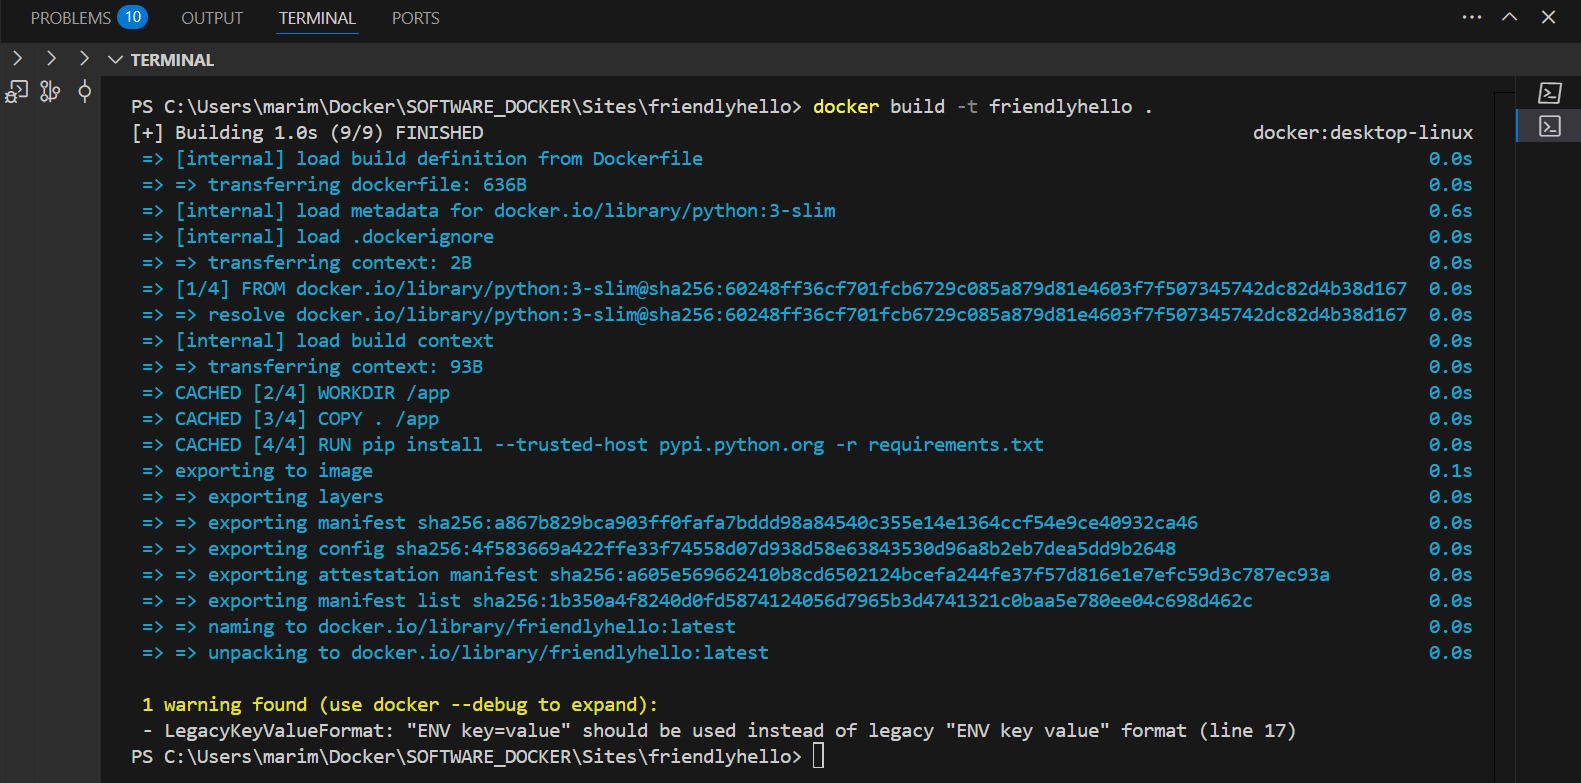 PROBLEMS 10 OUTPUT TERMINAL PORTS
TERMINAL
PS C:\Users\marim\Docker\SOFTWARE_DOCKER\Sites\friendlyhello> docker build -t friendlyhello .
[+] Building 1.0s (9/9) FINISHED docker:desktop-linux
=> [internal] load build definition from Dockerfile 0.0s
=> => transferring dockerfile: 636B 0.0s
=> [internal] load metadata for docker.io/library/python:3-slim 0.6s
=> [internal] load .dockerignore 0.0s
=> => transferring context: 2B 0.0s
=> [1/4] FROM docker.io/library/python:3-slim@sha256:60248ff36cf701fcb6729c085a879d81e4603f7f507345742dc82d4b38d167 0.0s
=> => resolve docker.io/library/python:3-slim@sha256:60248ff36cf701fcb6729c085a879d81e4603f7f507345742dc82d4b38d167 0.0s
=> [internal] load build context 0.0s
=> => transferring context: 93B 0.0s
=> CACHED [2/4] WORKDIR /app 0.0s
=> CACHED [3/4] COPY . /app 0.0s
=> CACHED [4/4] RUN pip install --trusted-host pypi.python.org -r requirements.txt 0.0s
=> exporting to image 0.1s
=> => exporting layers 0.0s
=> => exporting manifest sha256:a867b829bca903ff0fafa7bddd98a84540c355e14e1364ccf54e9ce40932ca46 0.0s
=> => exporting config sha256:4f583669a422ffe33f74558d07d938d58e63843530d96a8b2eb7dea5dd9b2648 0.0s
=> => exporting attestation manifest sha256:a605e569662410b8cd6502124bcefa244fe37f57d816e1e7efc59d3c787ec93a 0.0s
=> => exporting manifest list sha256:1b350a4f8240d0fd5874124056d7965b3d4741321c0baa5e780ee04c698d462c 0.0s
=> => naming to docker.io/library/friendlyhello:latest 0.0s
=> => unpacking to docker.io/library/friendlyhello:latest 0.0s
1 warning found (use docker --debug to expand):
- LegacyKeyValueFormat: "ENV key=value" should be used instead of legacy "ENV key value" format (line 17)
PS C:\Users\marim\Docker\SOFTWARE_DOCKER\Sites\friendlyhello>